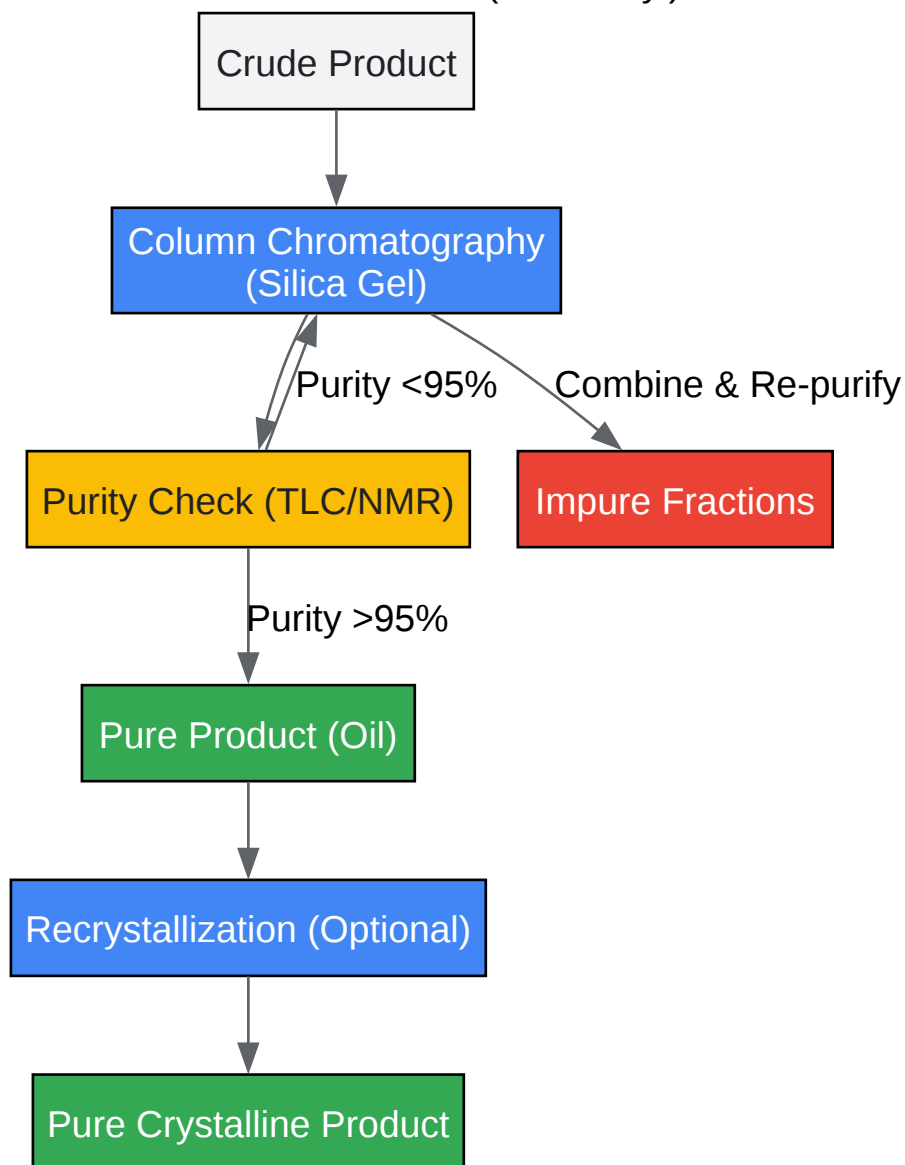 Crude Product
Column Chromatography
(Silica Gel)
Purity <95%
Combine & Re-purify
Purity Check (TLC/NMR)
Impure Fractions
Purity >95%
Pure Product (Oil)
Recrystallization (Optional)
Pure Crystalline Product